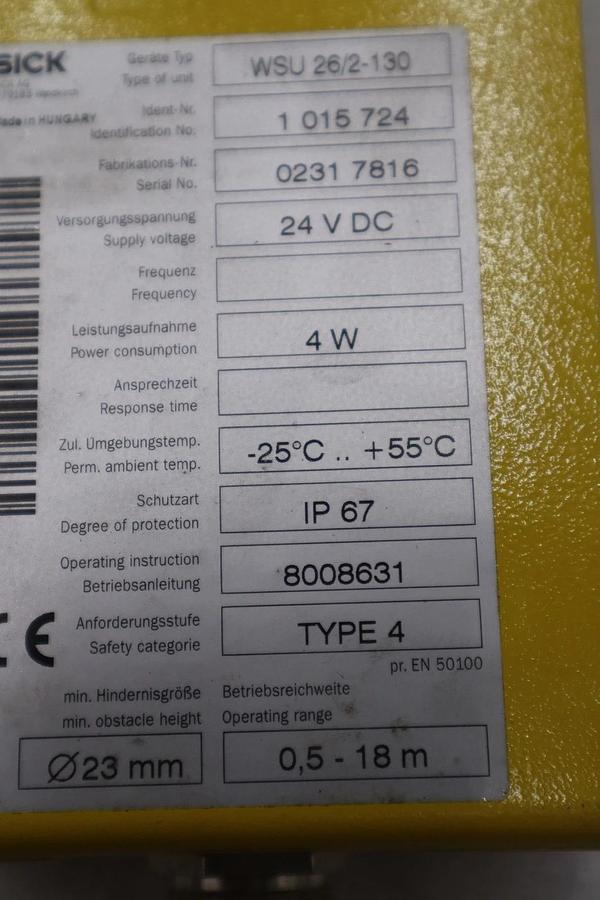 SICK
Geräte Typ
Type of unit
WSU 26/2-130
Made in HUNGARY
Ident-Nr.
Identification No.
1 015 724
Fabrikations-Nr.
Serial No.
0231 7816
Versorgungsspannung
Supply voltage
24 V DC
Frequenz
Frequency
Leistungsaufnahme
Power consumption
4 W
Ansprechzeit
Response time
Zul. Umgebungstemp.
Perm. ambient temp.
-25°C .. +55°C
Schutzart
Degree of protection
IP 67
Operating instruction
Betriebsanleitung
8008631
CE
Anforderungsstufe
Safety categorie
TYPE 4
pr. EN 50100
min. Hindernisgröße
min. obstacle height
Ø23 mm
Betriebsreichweite
Operating range
0,5 - 18 m